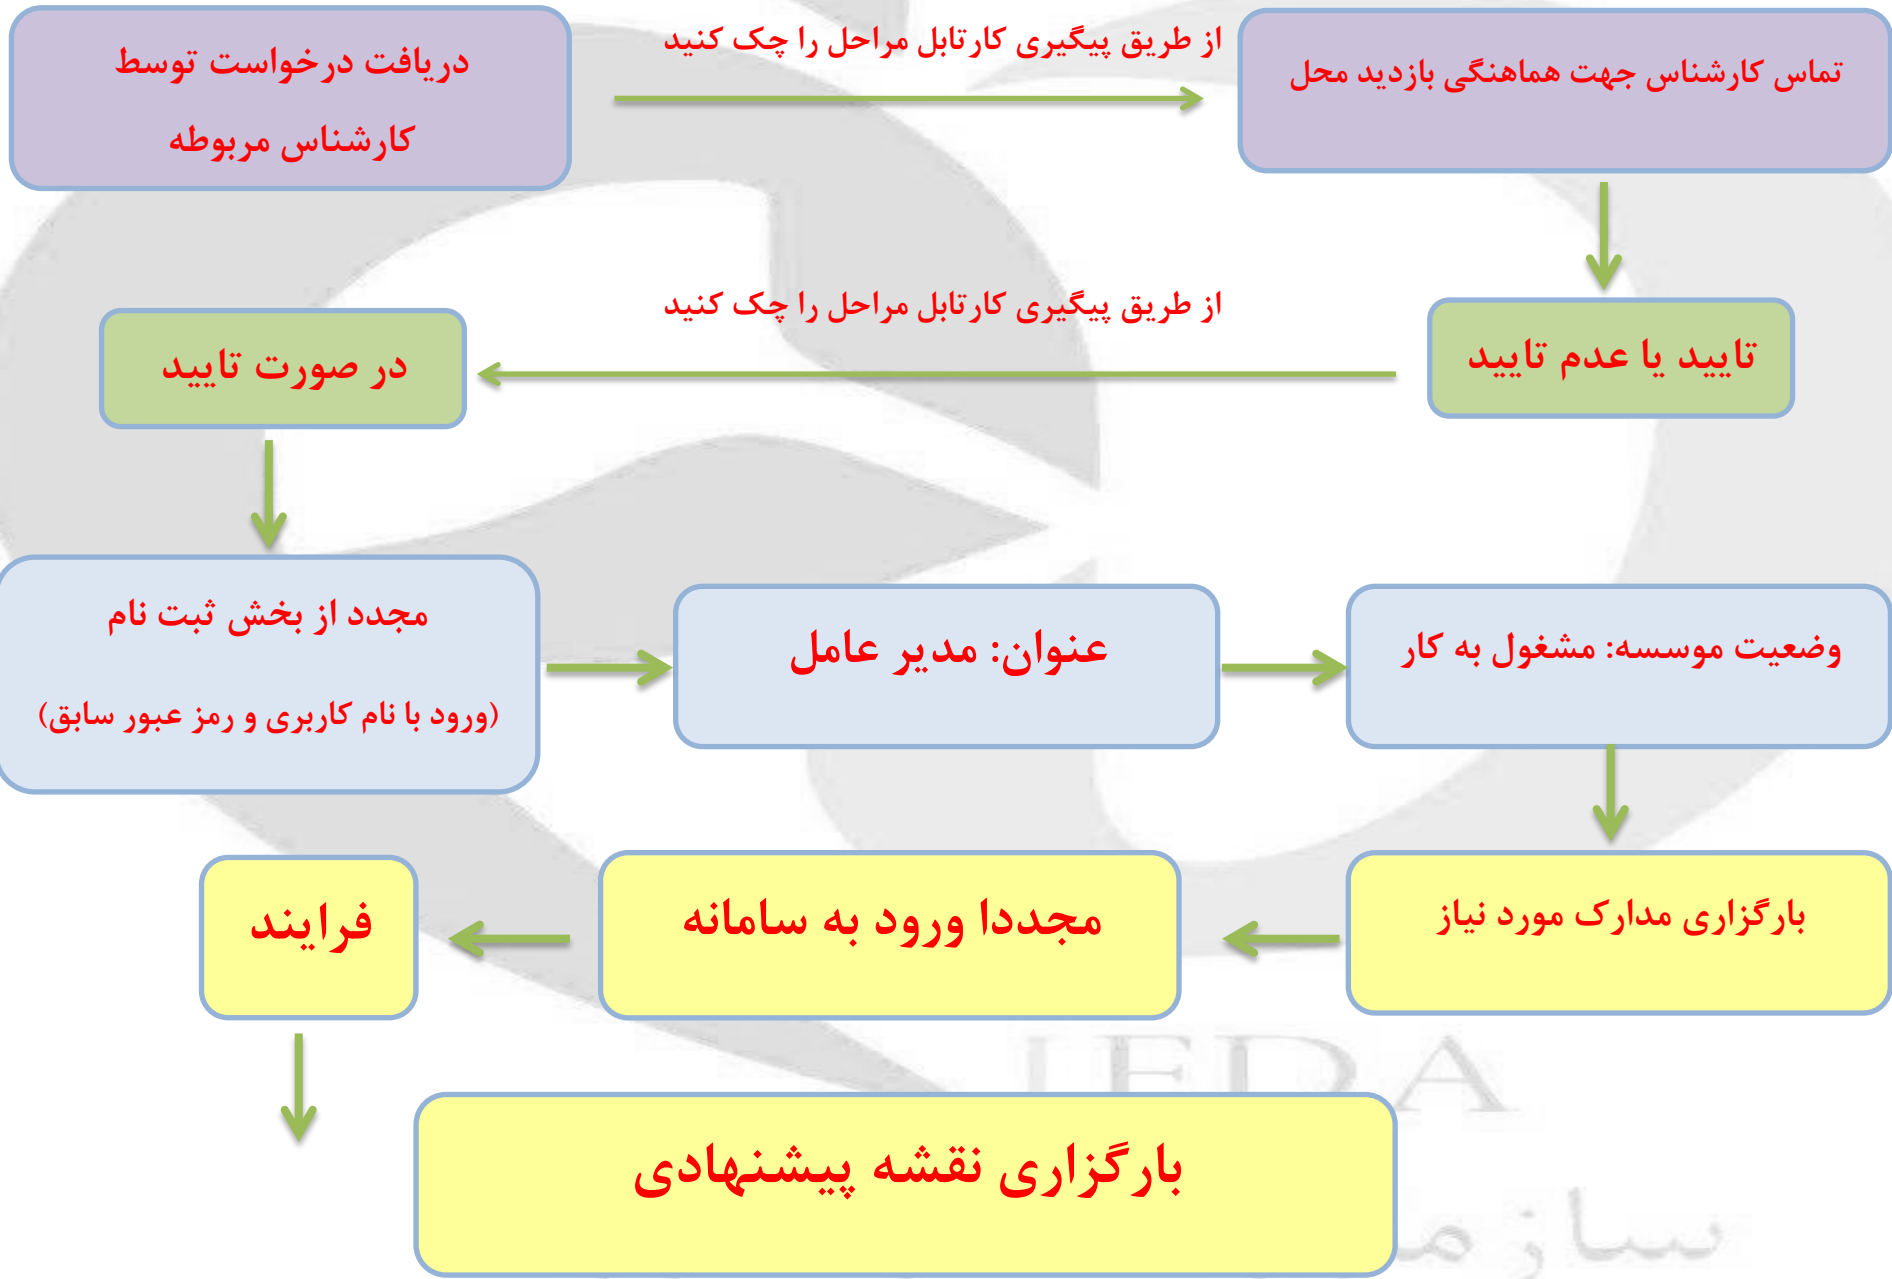 دریافت درخواست توسط
کارشناس مربوطه
از طریق پیگیری کارتابل مراحل را چک کنید
تماس کارشناس جهت هماهنگی بازدید محل
تایید یا عدم تایید
از طریق پیگیری کارتابل مراحل را چک کنید
در صورت تایید
مجدد از بخش ثبت نام
(ورود با نام کاربری و رمز عبور سابق)
عنوان: مدیر عامل
وضعیت موسسه: مشغول به کار
بارگزاری مدارک مورد نیاز
مجددا ورود به سامانه
فرایند
بارگزاری نقشه پیشنهادی
IFDA